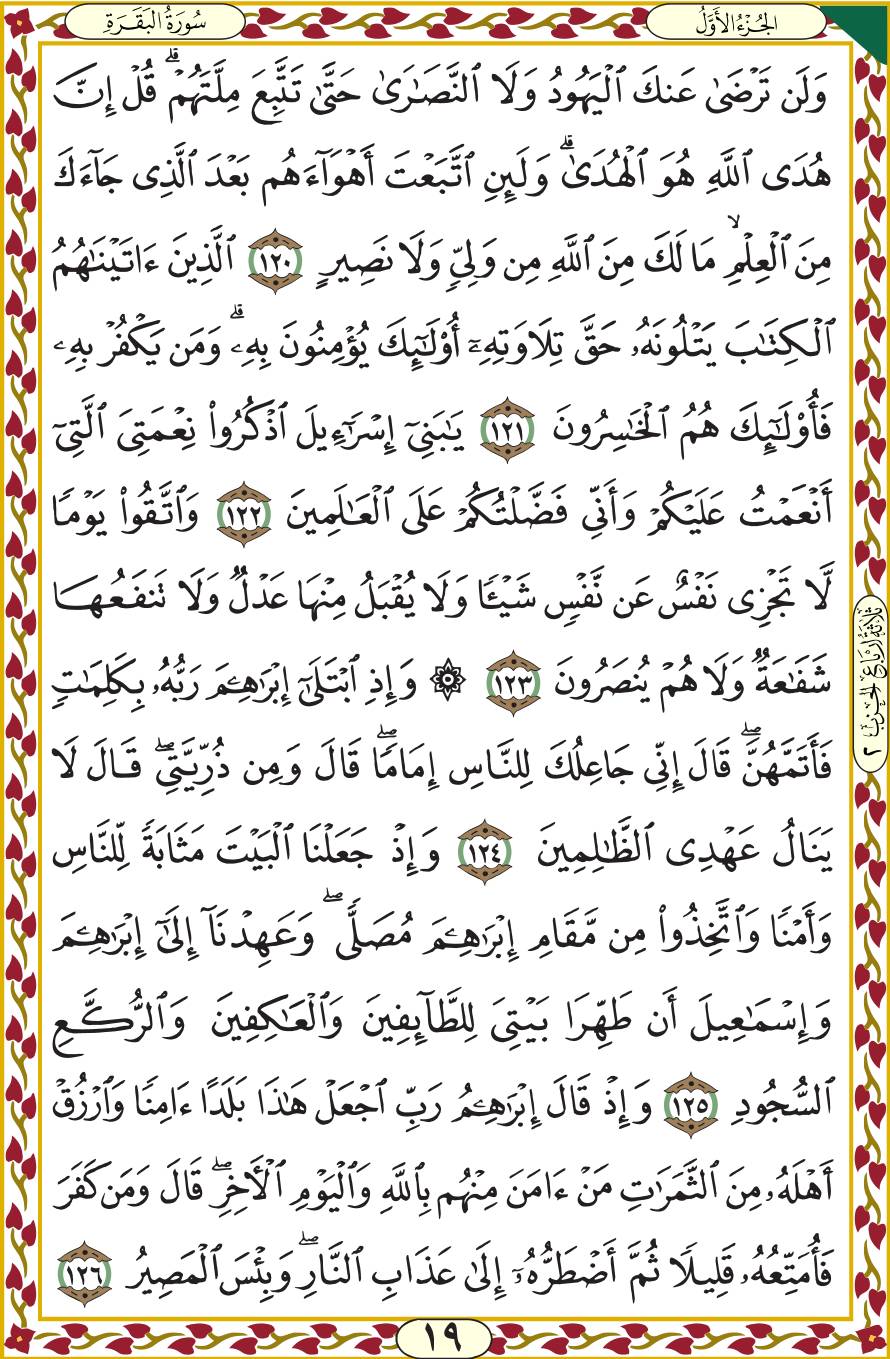 الجُزْءُ الأَوَّلُ
سُورَةُ البَقَرَةِ
وَلَن تَرْضَىٰ عَنكَ ٱلْيَهُودُ وَلَا ٱلنَّصَٰرَىٰ حَتَّىٰ تَتَّبِعَ مِلَّتَهُمْۗ قُلْ إِنَّ
هُدَى ٱللَّهِ هُوَ ٱلْهُدَىٰۗ وَلَئِنِ ٱتَّبَعْتَ أَهْوَآءَهُم بَعْدَ ٱلَّذِى جَآءَكَ
مِنَ ٱلْعِلْمِۙ مَا لَكَ مِنَ ٱللَّهِ مِن وَلِىٍّ وَلَا نَصِيرٍ ١٢٠ ٱلَّذِينَ ءَاتَيْنَٰهُمُ
ٱلْكِتَٰبَ يَتْلُونَهُۥ حَقَّ تِلَاوَتِهِۦٓ أُو۟لَٰٓئِكَ يُؤْمِنُونَ بِهِۦۗ وَمَن يَكْفُرْ بِهِۦ
فَأُو۟لَٰٓئِكَ هُمُ ٱلْخَٰسِرُونَ ١٢١ يَٰبَنِىٓ إِسْرَٰٓءِيلَ ٱذْكُرُوا۟ نِعْمَتِىَ ٱلَّتِىٓ
أَنْعَمْتُ عَلَيْكُمْ وَأَنِّى فَضَّلْتُكُمْ عَلَى ٱلْعَٰلَمِينَ ١٢٢ وَٱتَّقُوا۟ يَوْمًا
لَّا تَجْزِى نَفْسٌ عَن نَّفْسٍ شَيْـًٔا وَلَا يُقْبَلُ مِنْهَا عَدْلٌ وَلَا تَنفَعُهَا
شَفَٰعَةٌ وَلَا هُمْ يُنصَرُونَ ١٢٣ ۞ وَإِذِ ٱبْتَلَىٰٓ إِبْرَٰهِۦمَ رَبُّهُۥ بِكَلِمَٰتٍ
فَأَتَمَّهُنَّۖ قَالَ إِنِّى جَاعِلُكَ لِلنَّاسِ إِمَامًاۖ قَالَ وَمِن ذُرِّيَّتِىۖ قَالَ لَا
يَنَالُ عَهْدِى ٱلظَّٰلِمِينَ ١٢٤ وَإِذْ جَعَلْنَا ٱلْبَيْتَ مَثَابَةً لِّلنَّاسِ
وَأَمْنًا وَٱتَّخِذُوا۟ مِن مَّقَامِ إِبْرَٰهِۦمَ مُصَلًّىۖ وَعَهِدْنَآ إِلَىٰٓ إِبْرَٰهِۦمَ
وَإِسْمَٰعِيلَ أَن طَهِّرَا بَيْتِىَ لِلطَّآئِفِينَ وَٱلْعَٰكِفِينَ وَٱلرُّكَّعِ
ٱلسُّجُودِ ١٢٥ وَإِذْ قَالَ إِبْرَٰهِۦمُ رَبِّ ٱجْعَلْ هَٰذَا بَلَدًا ءَامِنًا وَٱرْزُقْ
أَهْلَهُۥ مِنَ ٱلثَّمَرَٰتِ مَنْ ءَامَنَ مِنْهُم بِٱللَّهِ وَٱلْيَوْمِ ٱلْءَاخِرِۖ قَالَ وَمَن كَفَرَ
فَأُمَتِّعُهُۥ قَلِيلًا ثُمَّ أَضْطَرُّهُۥٓ إِلَىٰ عَذَابِ ٱلنَّارِۖ وَبِئْسَ ٱلْمَصِيرُ ١٢٦
ثلاثة ارباع الحزب ٢
١٩